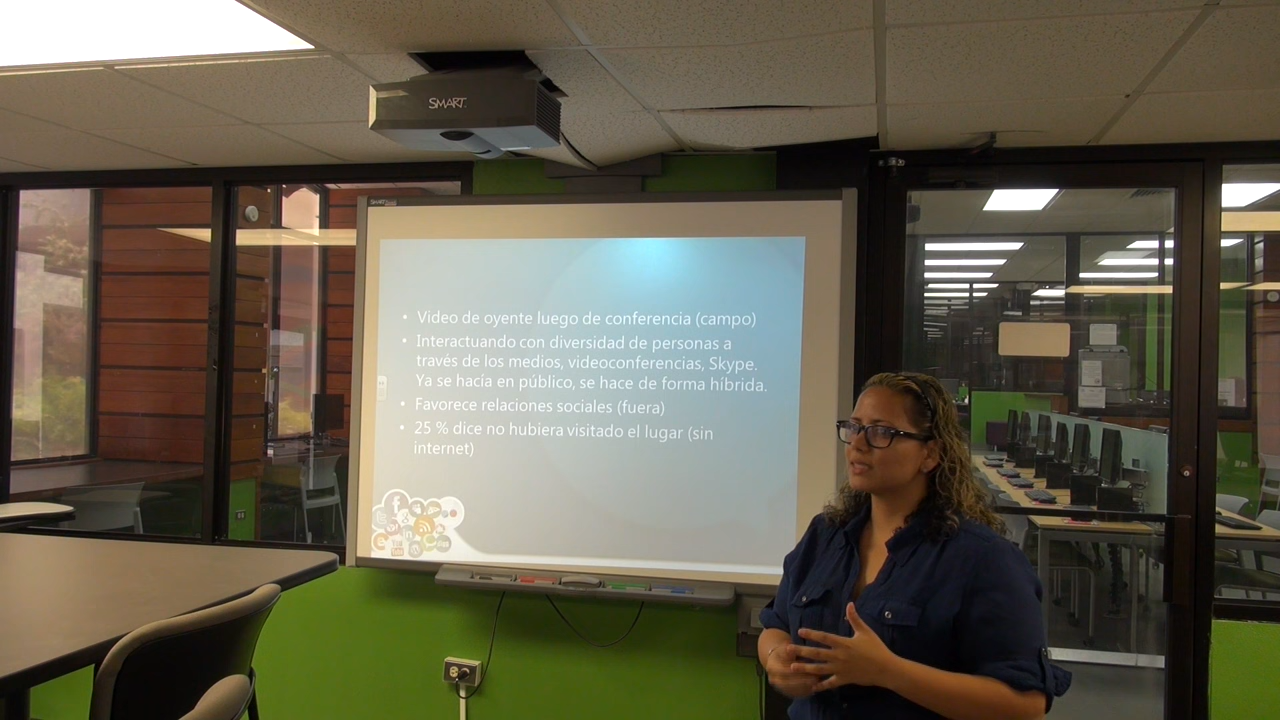 SMART
SMART
• Video de oyente luego de conferencia (campo)
• Interactuando con diversidad de personas a
través de los medios, videoconferencias, Skype.
Ya se hacía en público, se hace de forma híbrida.
• Favorece relaciones sociales (fuera)
• 25 % dice no hubiera visitado el lugar (sin
internet)